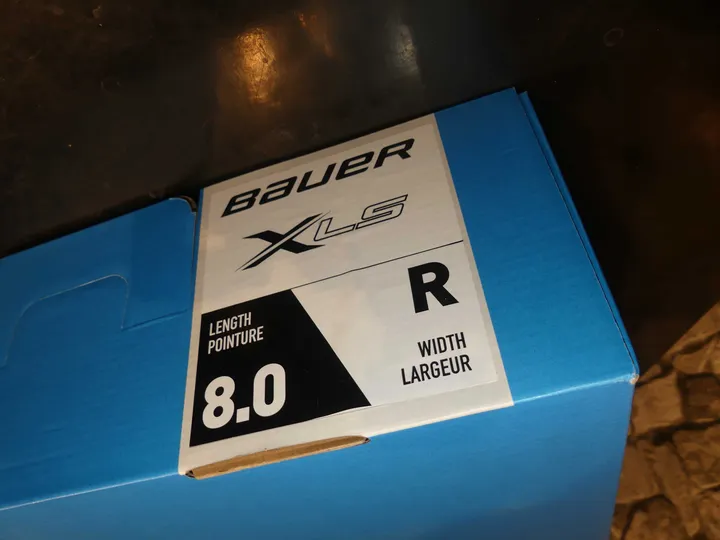 BAUER
XLS
R
LENGTH
POINTURE
WIDTH
LARGEUR
8.0